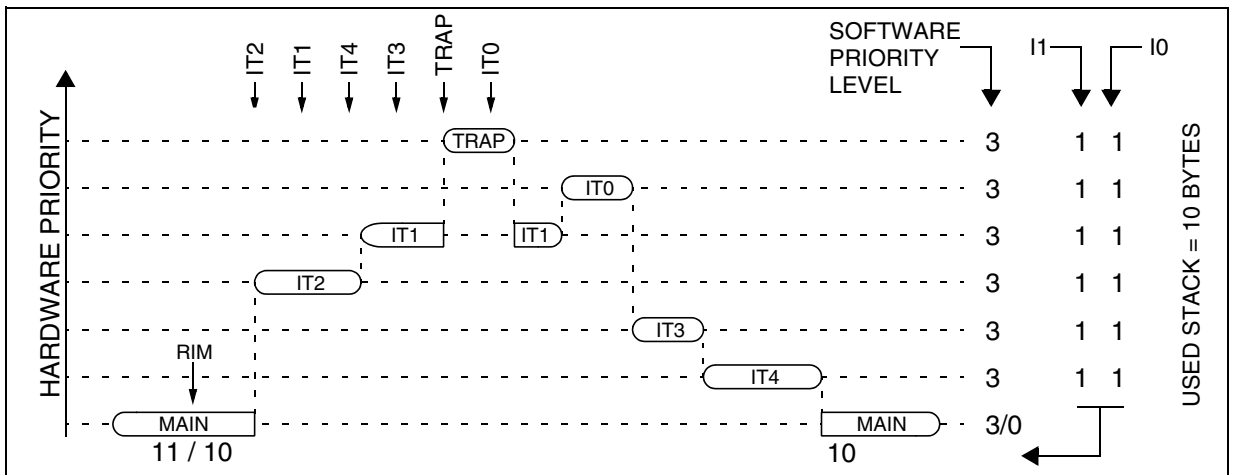 IT2
IT1
IT4
IT3
TRAP
IT0
SOFTWARE
PRIORITY
LEVEL
I1
I0
HARDWARE PRIORITY
TRAP
3
1 1
IT0
3
1 1
IT1
IT1
3
1 1
IT2
3
1 1
IT3
3
1 1
RIM
IT4
3
1 1
MAIN
MAIN
3/0
11 / 10
10
USED STACK = 10 BYTES